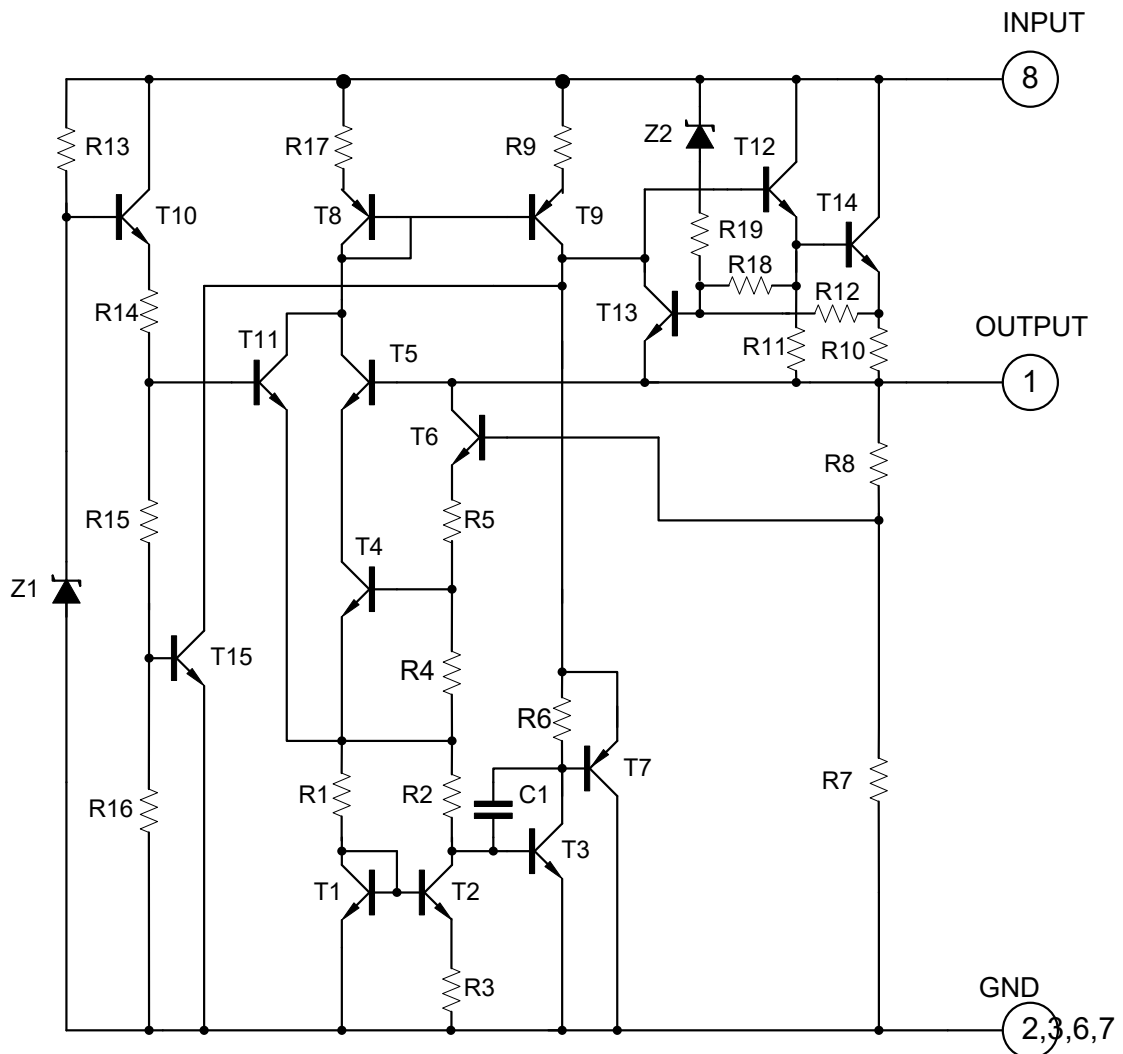 INPUT
8
Z2
T12
R13
R17
R9
T10
T8
T9
T14
R19
R18
R14
R12
T13
OUTPUT
T11
T5
R11
R10
1
T6
R8
R15
R5
T4
Z1
T15
R4
R6
T7
R1
R2
C1
R7
R16
T3
T1
T2
R3
GND
2,3,6,7